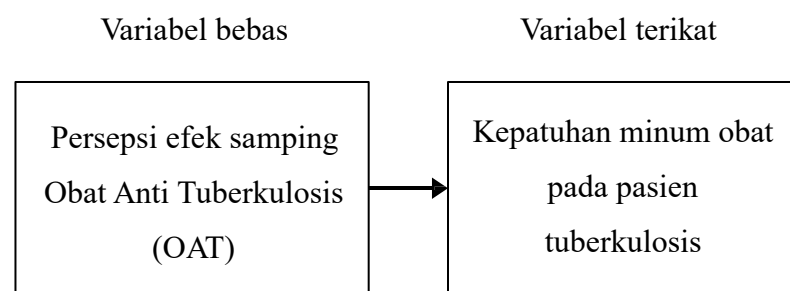 Variabel bebas
Variabel terikat
Persepsi efek samping
Obat Anti Tuberkulosis
(OAT)
Kepatuhan minum obat
pada pasien
tuberkulosis